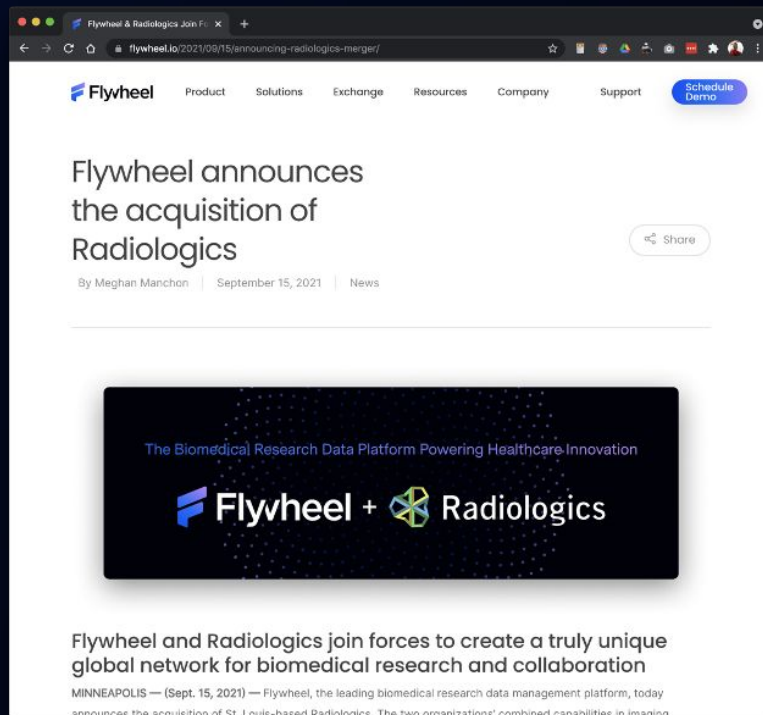 Flywheel & Radiologics Join Fo
flywheel.io/2021/09/15/announcing-radiologics-merger/
Flywheel Product Solutions Exchange Resources Company Support Schedule Demo
Flywheel announces
the acquisition of
Radiologics
Share
By Meghan Manchon September 15, 2021 News
The Biomedical Research Data Platform Powering Healthcare Innovation
Flywheel + Radiologics
Flywheel and Radiologics join forces to create a truly unique
global network for biomedical research and collaboration
MINNEAPOLIS — (Sept. 15, 2021) — Flywheel, the leading biomedical research data management platform, today
announces the acquisition of St. Louis-based Radiologics. The two organizations' combined capabilities in imaging